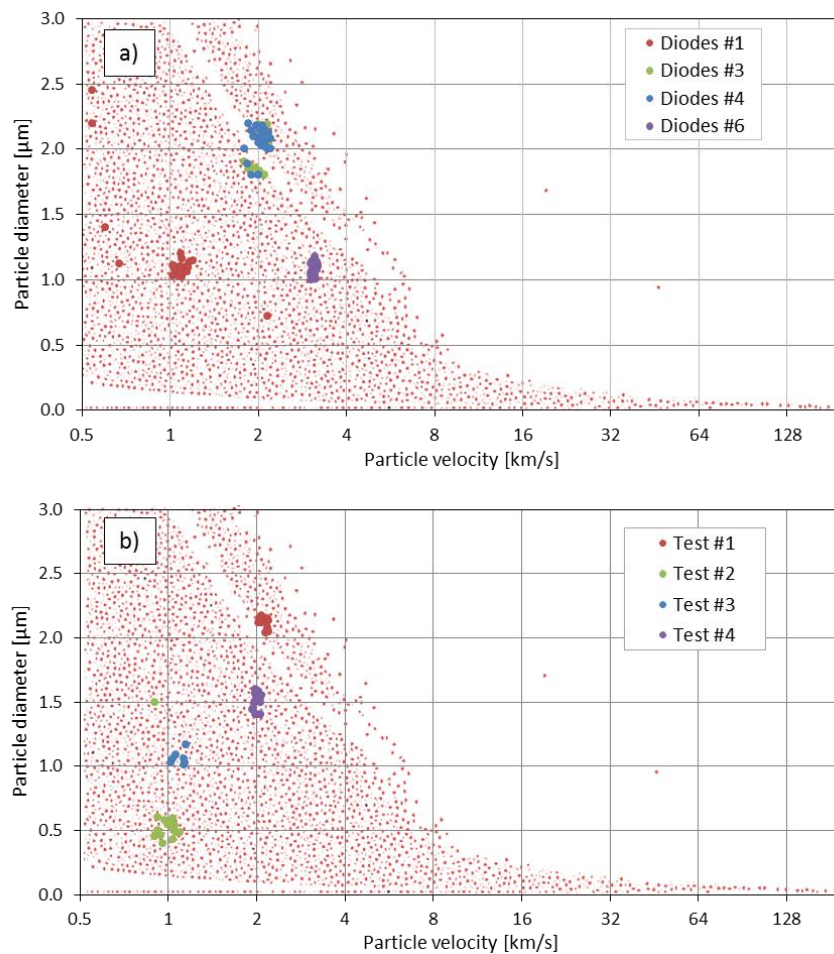 a)
Diodes #1
Diodes #3
Diodes #4
Diodes #6
Particle diameter [µm]
3.0
2.5
2.0
1.5
1.0
0.5
0.0
0.5 1 2 4 8 16 32 64 128
Particle velocity [km/s]
b)
Test #1
Test #2
Test #3
Test #4
Particle diameter [µm]
3.0
2.5
2.0
1.5
1.0
0.5
0.0
0.5 1 2 4 8 16 32 64 128
Particle velocity [km/s]